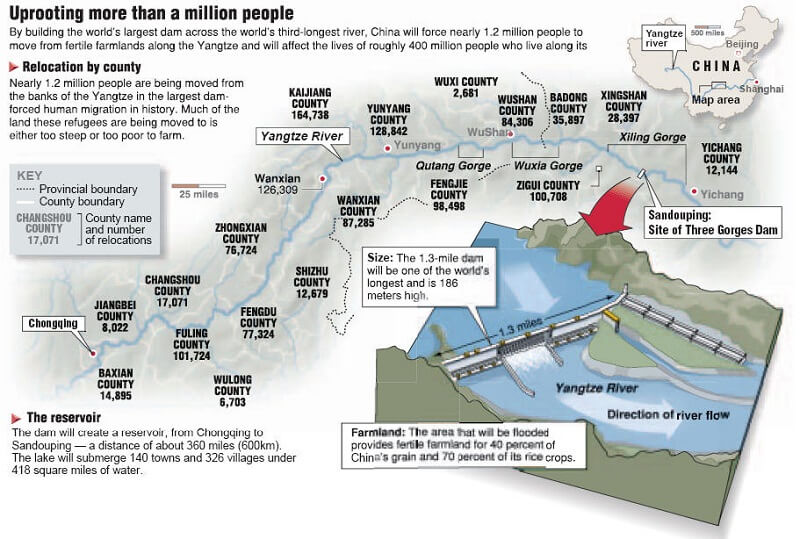 Uprooting more than a million people
By building the world's largest dam across the world's third-longest river, China will force nearly 1.2 million people to
move from fertile farmlands along the Yangtze and will affect the lives of roughly 400 million people who live along its
Relocation by county
Nearly 1.2 million people are being moved from
the banks of the Yangtze in the largest dam-
forced human migration in history. Much of the
land these refugees are being moved to is
either too steep or too poor to farm.
KEY
Provincial boundary
County boundary
CHANGSHOU
COUNTY
17,071
County name
and number
of relocations
25 miles
Yangtze
river
500 miles
Beijing
CHINA
Shanghai
Map area
KAIJIANG
COUNTY
164,738
YUNYANG
COUNTY
128,842
WUXI COUNTY
2,681
WUSHAN
COUNTY
84,306
BADONG
COUNTY
35,897
XINGSHAN
COUNTY
28,397
YICHANG
COUNTY
12,144
Yangtze River
Yunyang
WuShan
Xiling Gorge
Qutang Gorge
Wuxia Gorge
Yichang
Wanxian
126,309
WANXIAN
COUNTY
87,285
FENGJIE
COUNTY
98,498
ZIGUI COUNTY
100,708
Sandouping:
Site of Three Gorges Dam
ZHONGXIAN
COUNTY
76,724
SHIZHU
COUNTY
12,679
CHANGSHOU
COUNTY
17,071
JIANGBEI
COUNTY
8,022
FENGDU
COUNTY
77,324
Chongqing
FULING
COUNTY
101,724
BAXIAN
COUNTY
14,895
WULONG
COUNTY
6,703
Size: The 1.3-mile dam
will be one of the world's
longest and is 186
meters high.
1.3 miles
Yangtze River
Direction of river flow
Farmland: The area that will be flooded
provides fertile farmland for 40 percent of
China's grain and 70 percent of its rice crops.
The reservoir
The dam will create a reservoir, from Chongqing to
Sandouping — a distance of about 360 miles (600km).
The lake will submerge 140 towns and 326 villages under
418 square miles of water.